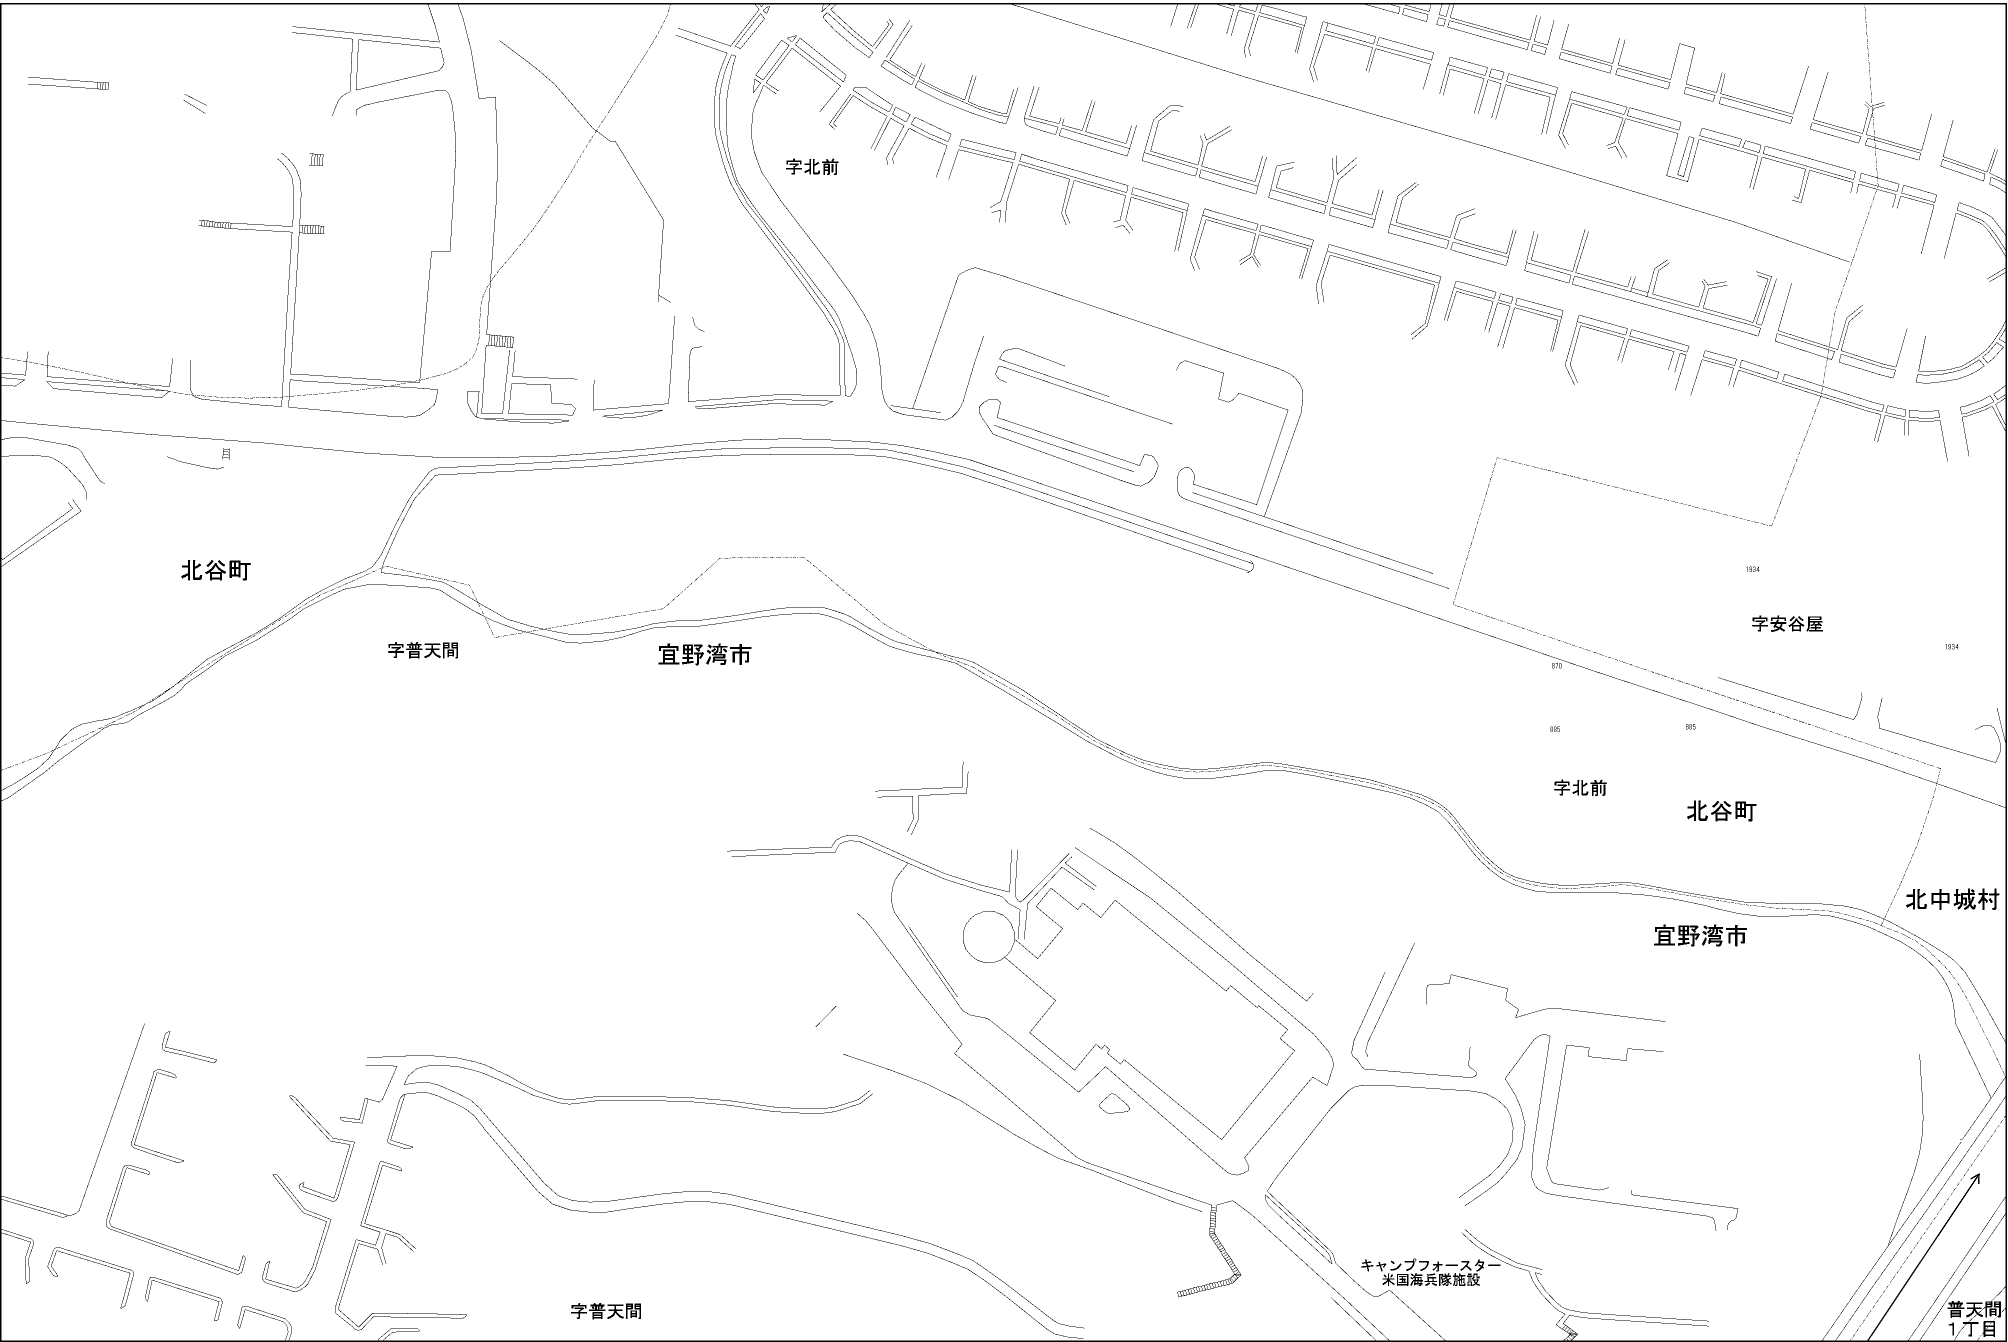 字北前
北谷町
字普天間
宜野湾市
1934
字安谷屋
1934
870
885
885
字北前
北谷町
北中城村
宜野湾市
キャンプフォースター
米国海兵隊施設
字普天間
普天間
1丁目